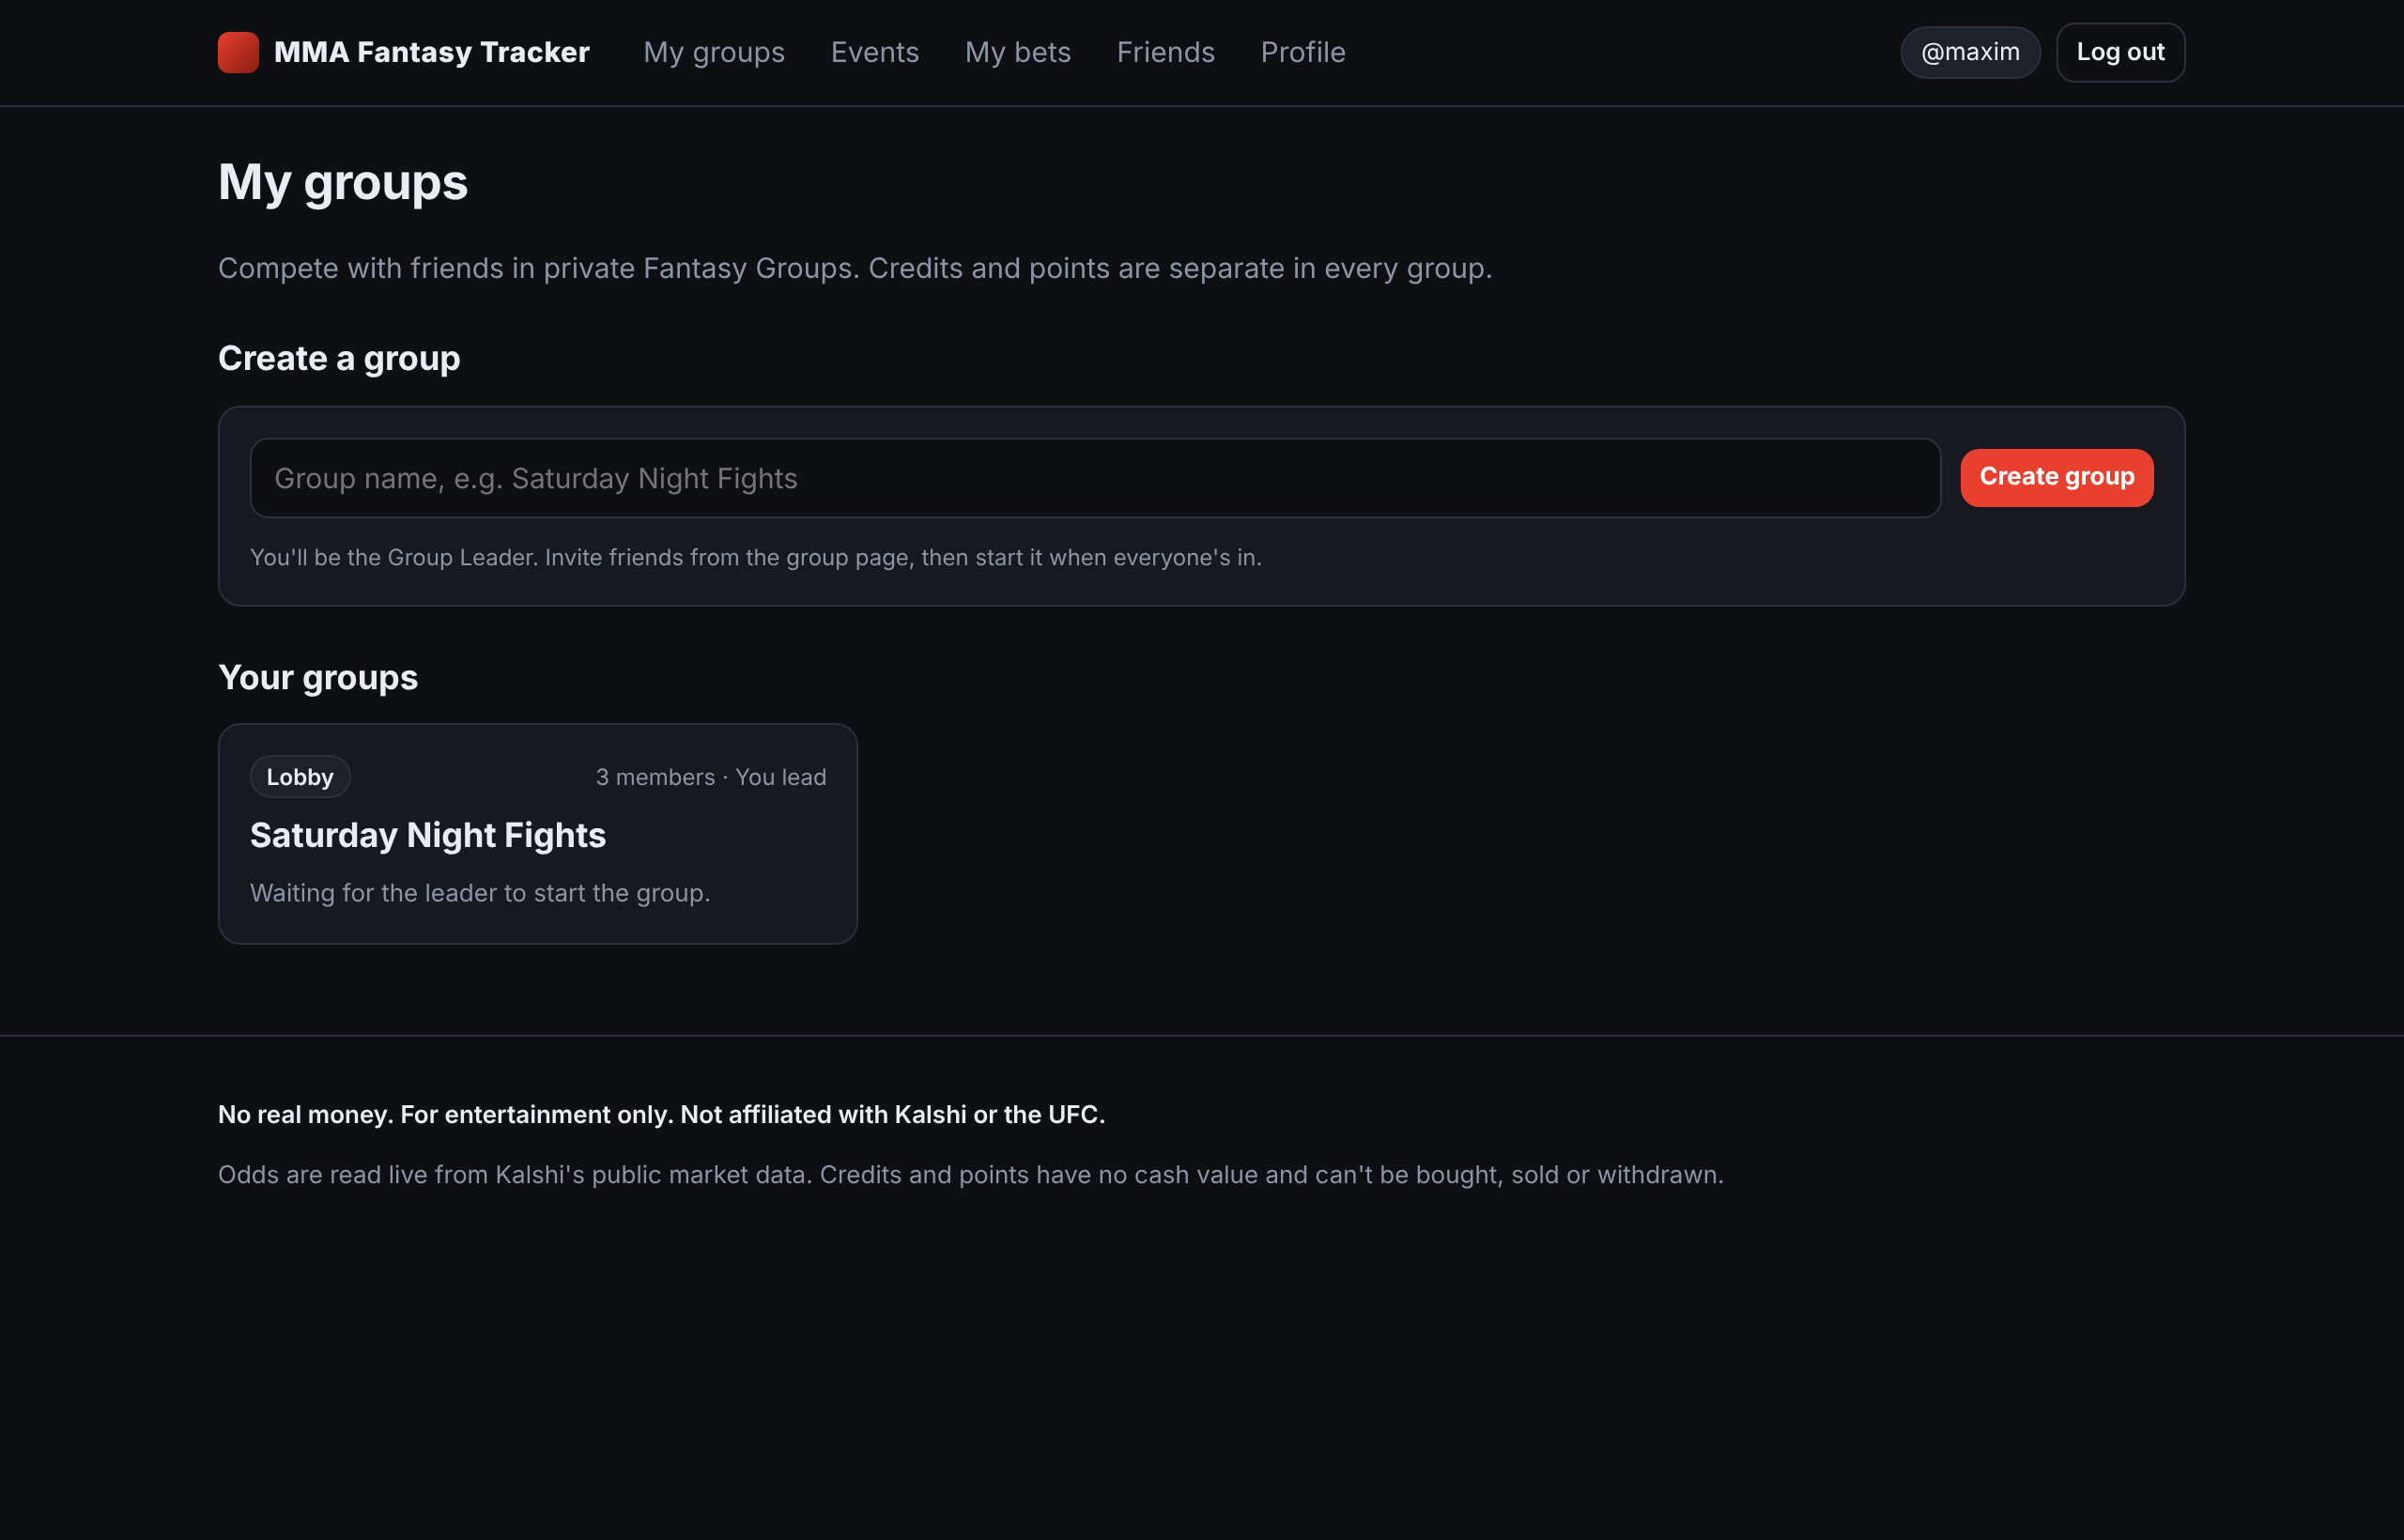 MMA Fantasy Tracker My groups Events My bets Friends Profile @maxim Log out
My groups
Compete with friends in private Fantasy Groups. Credits and points are separate in every group.
Create a group
Group name, e.g. Saturday Night Fights Create group
You'll be the Group Leader. Invite friends from the group page, then start it when everyone's in.
Your groups
Lobby 3 members · You lead
Saturday Night Fights
Waiting for the leader to start the group.
No real money. For entertainment only. Not affiliated with Kalshi or the UFC.
Odds are read live from Kalshi's public market data. Credits and points have no cash value and can't be bought, sold or withdrawn.